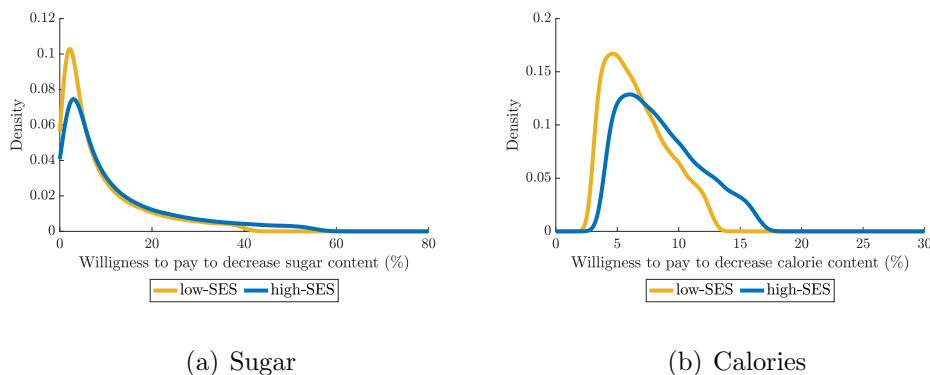 0.12
0.1
0.08
0.06
0.04
0.02
0
Density
0 20 40 60 80
Willigness to pay to decrease sugar content (%)
low-SES high-SES
(a) Sugar
0.2
0.15
0.1
0.05
0
Density
0 5 10 15 20 25 30
Willigness to pay to decrease calorie content (%)
low-SES high-SES
(b) Calories